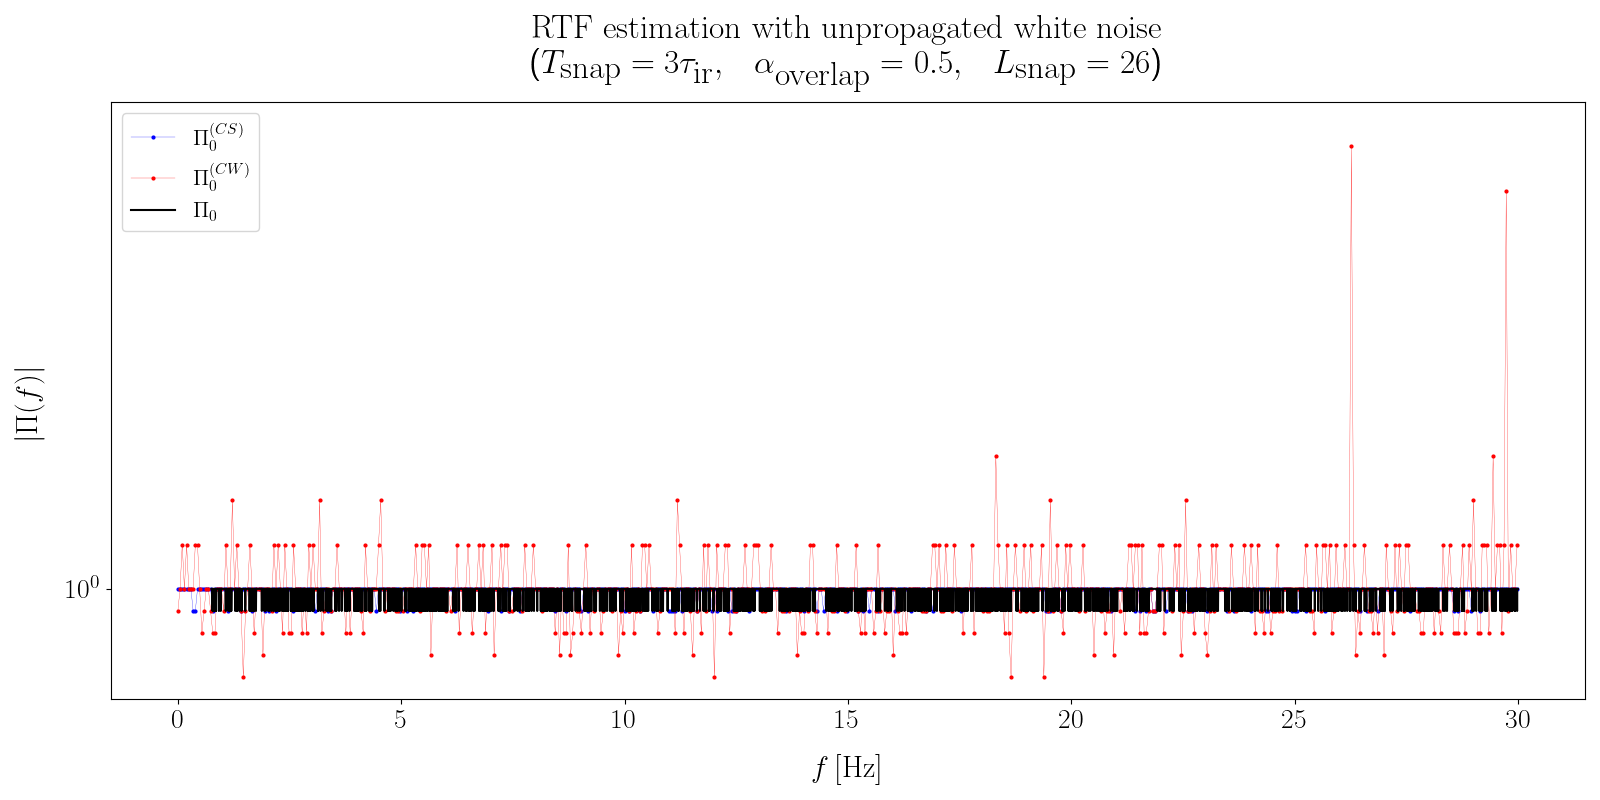 RTF estimation with unpropagated white noise
(T_snap = 3τ_ir, α_overlap = 0.5, L_snap = 26)
Π_0^(CS)
Π_0^(CW)
Π_0
|Π(f)|
10^0
0 5 10 15 20 25 30
f [Hz]